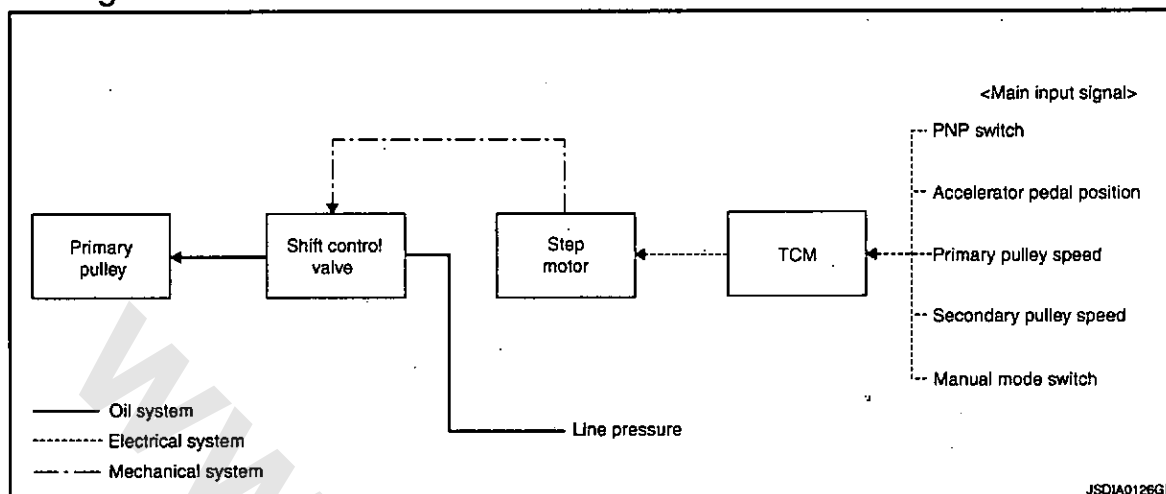 <Main input signal>
PNP switch
Accelerator pedal position
Primary pulley
Shift control valve
Step motor
TCM
Primary pulley speed
Secondary pulley speed
Manual mode switch
Oil system
Line pressure
Electrical system
Mechanical system